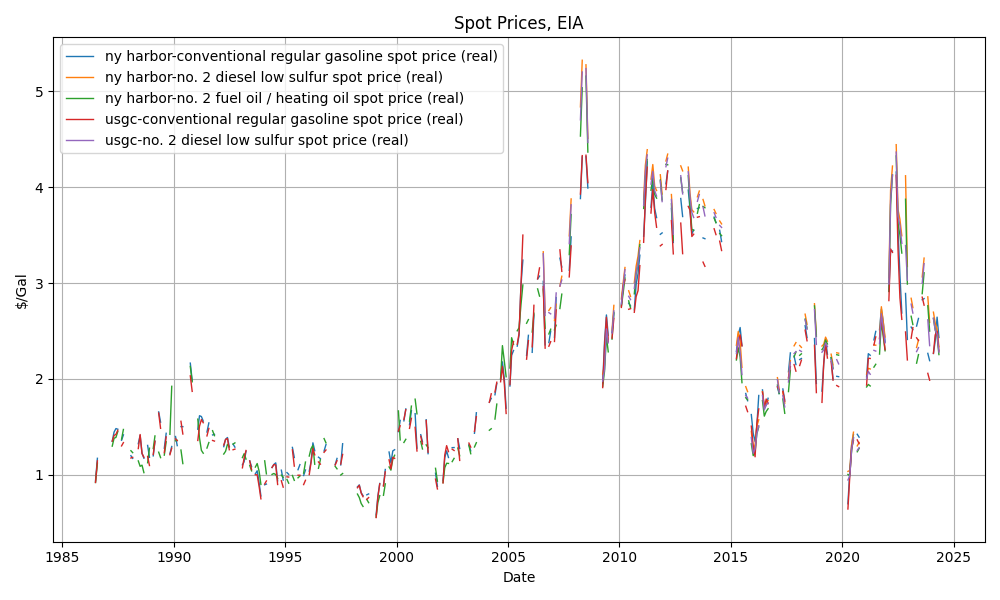 Spot Prices, EIA
ny harbor-conventional regular gasoline spot price (real)
ny harbor-no. 2 diesel low sulfur spot price (real)
ny harbor-no. 2 fuel oil / heating oil spot price (real)
usgc-conventional regular gasoline spot price (real)
usgc-no. 2 diesel low sulfur spot price (real)
$/Gal
5
4
3
2
1
1985 1990 1995 2000 2005 2010 2015 2020 2025
Date